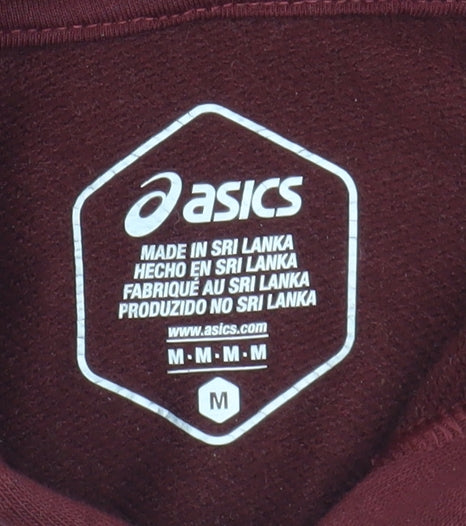 asics
MADE IN SRI LANKA
HECHO EN SRI LANKA
FABRIQUÉ AU SRI LANKA
PRODUZIDO NO SRI LANKA
www.asics.com
M·M·M·M
M